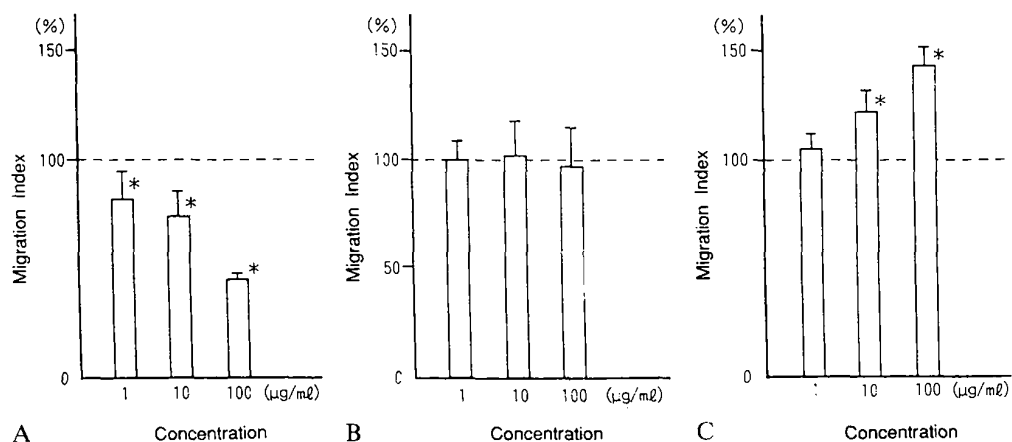 (%)
150
100
0
Migration Index
1 10 100 (μg/mℓ)
A Concentration
(%)
150
100
50
Migration Index
1 10 100 (μg/mℓ)
B Concentration
(%)
150
100
50
0
Migration Index
10 100 (μg/mℓ)
C Concentration